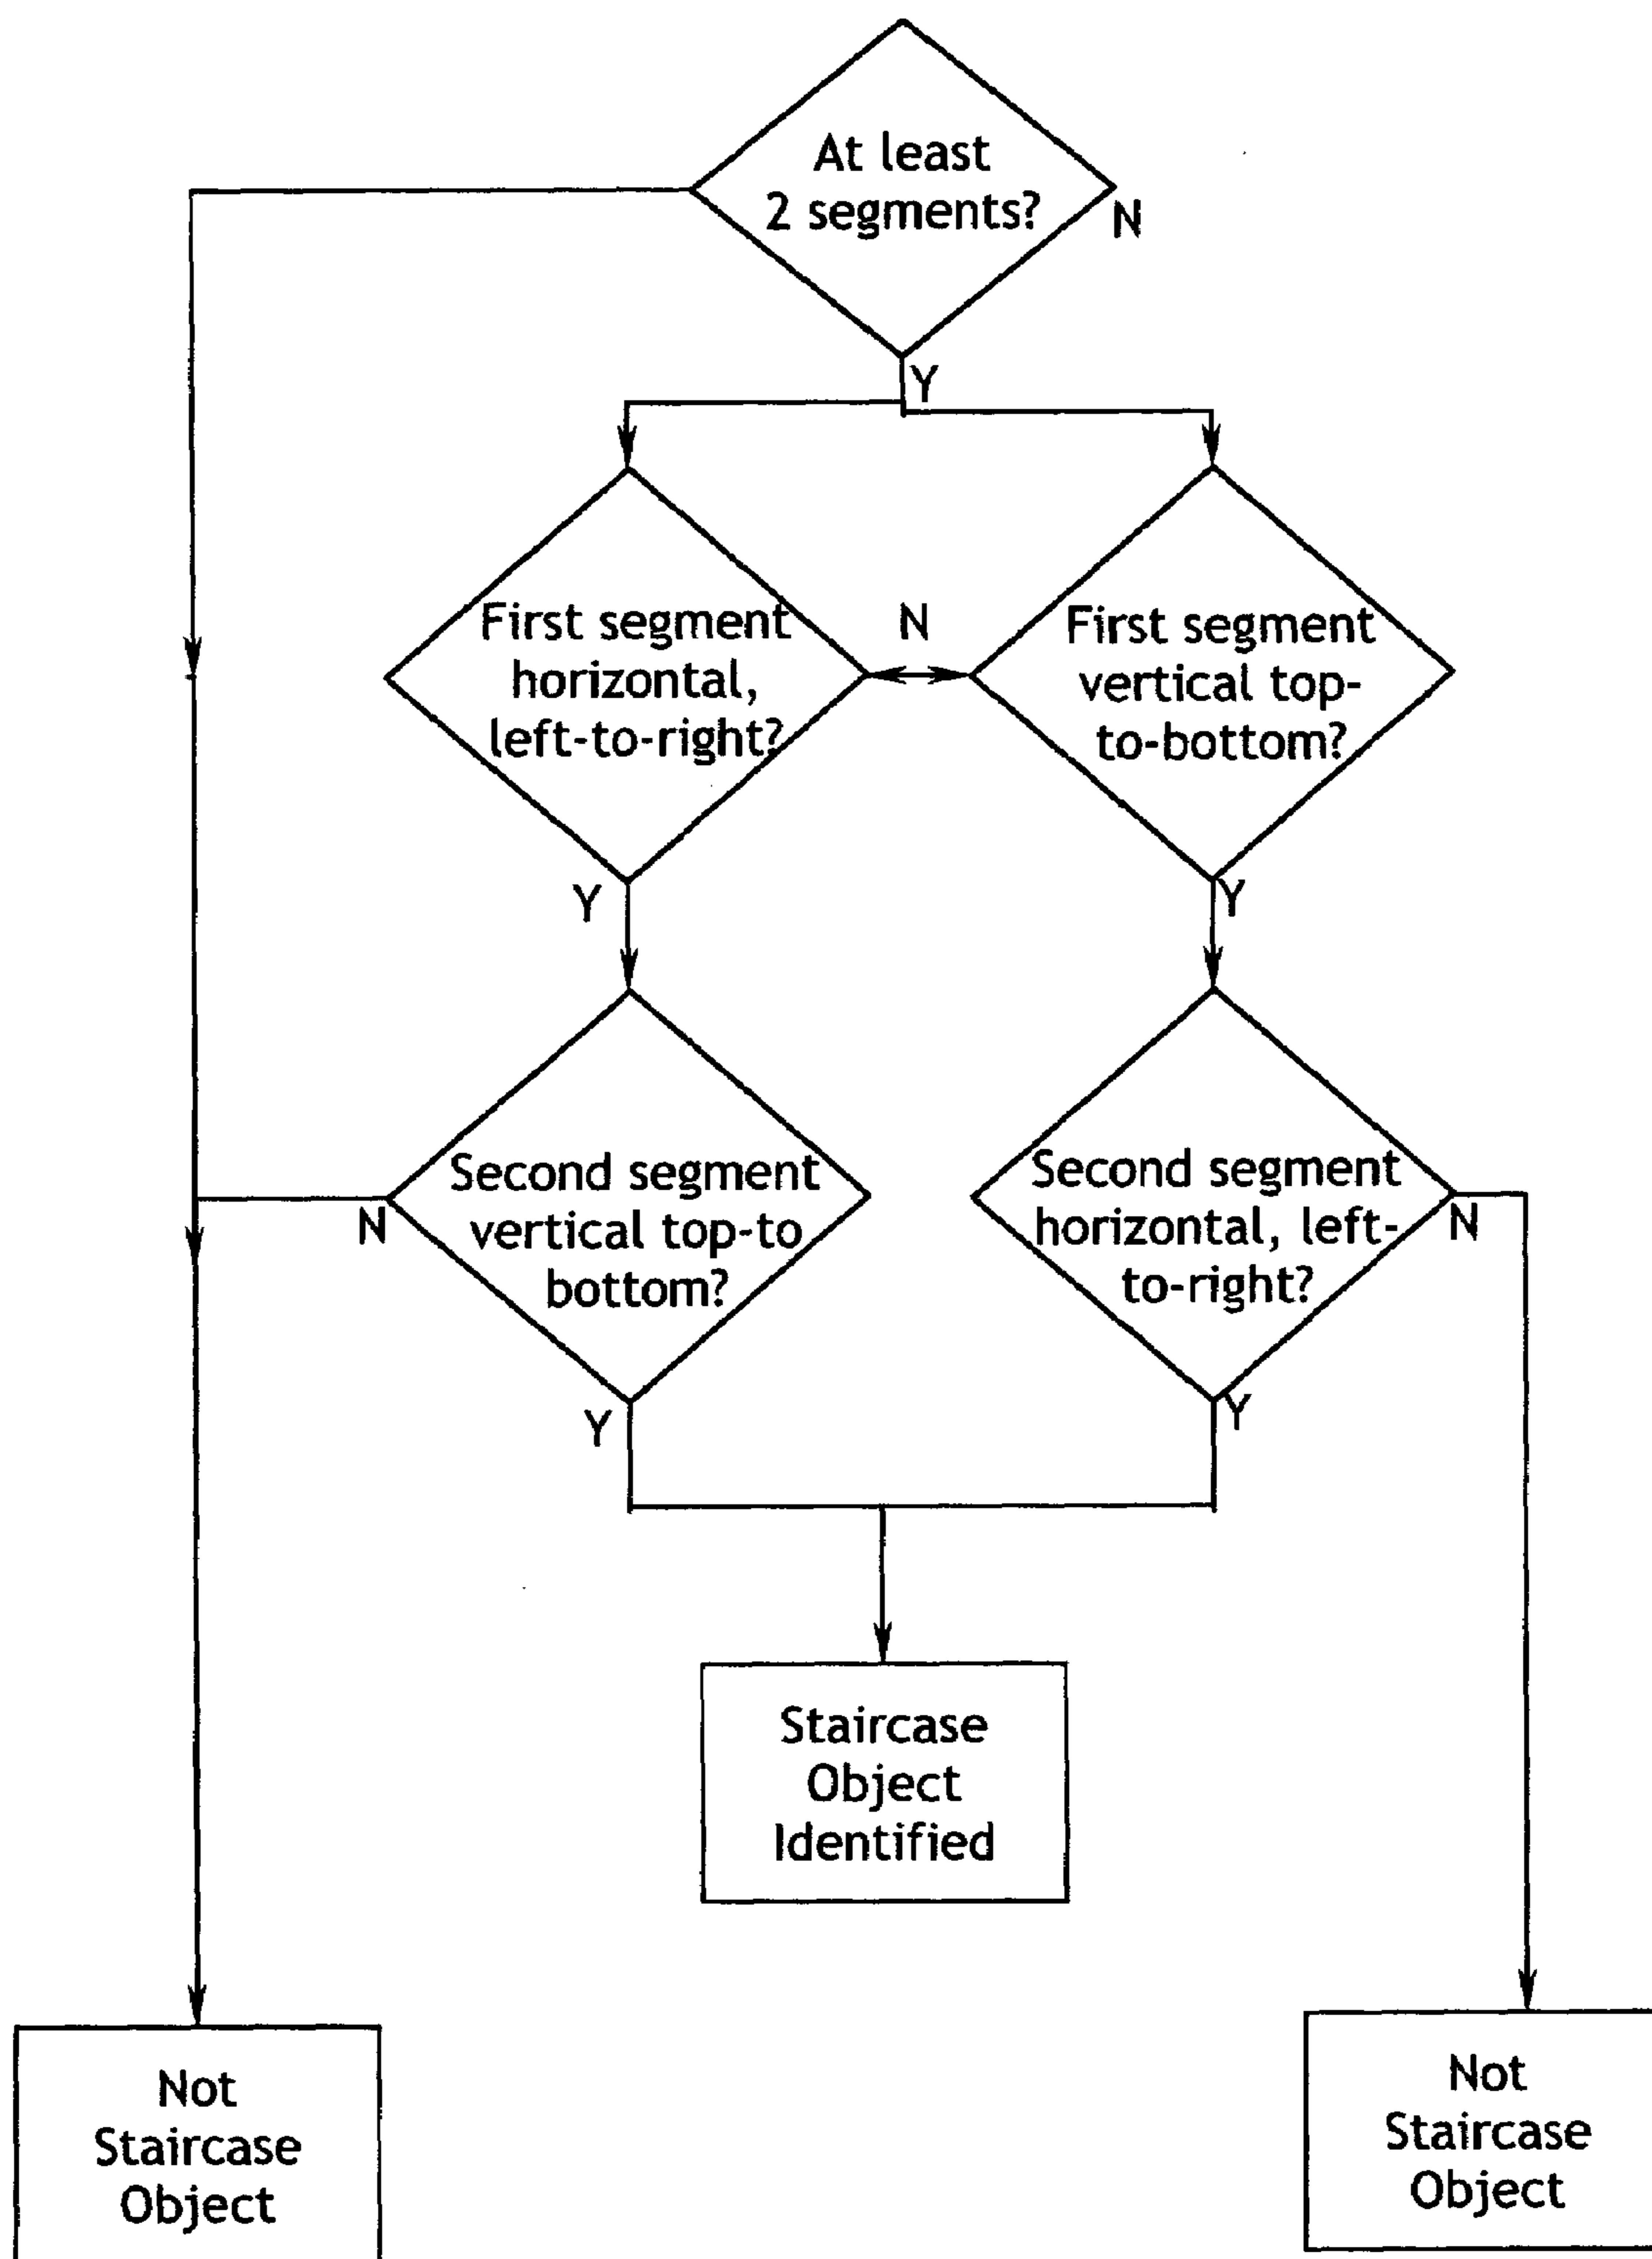 At least
2 segments?
N
Y
First segment
horizontal,
left-to-right?
N
First segment
vertical top-
to-bottom?
Y
Y
Second segment
vertical top-to
bottom?
N
Second segment
horizontal, left-
to-right?
N
Y
Y
Staircase
Object
Identified
Not
Staircase
Object
Not
Staircase
Object